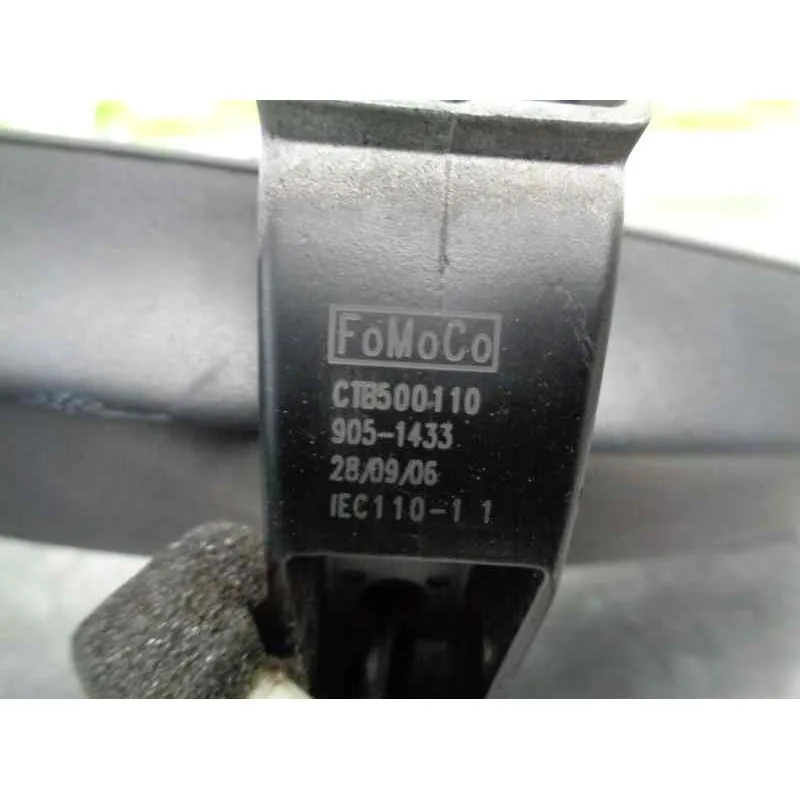 FoMoCo
CTB500110
905-1433
28/09/06
IEC110-1 1